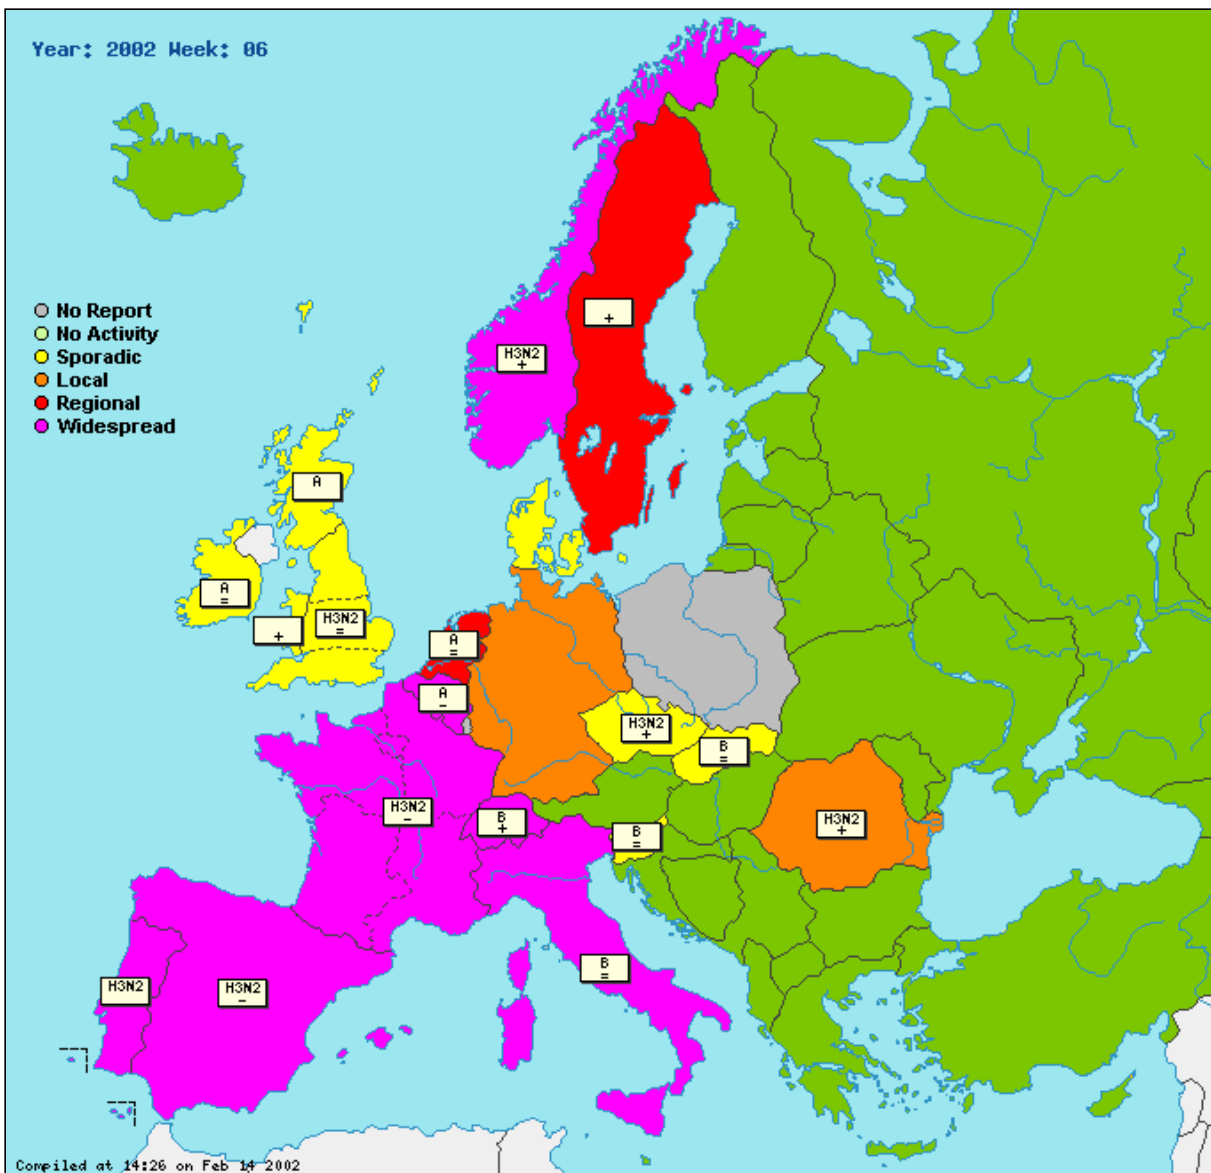 Year: 2002 Week: 06
No Report
No Activity
Sporadic
Local
Regional
Widespread
+
H3N2
+
A
A
=
+
H3N2
=
A
=
A
-
H3N2
+
B
=
H3N2
-
B
+
B
=
H3N2
+
B
=
H3N2
H3N2
-
Compiled at 14:26 on Feb 14 2002